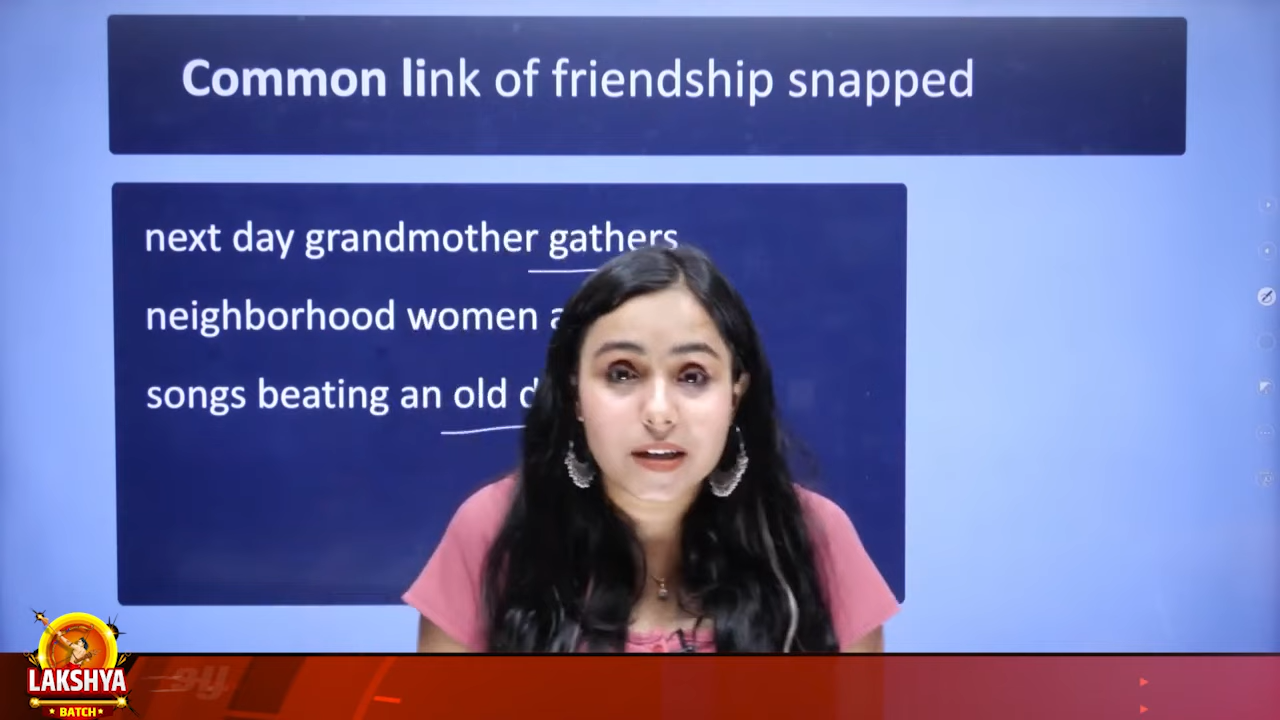 Common link of friendship snapped
next day grandmother gathers
neighborhood women
songs beating an old
LAKSHYA
BATCH